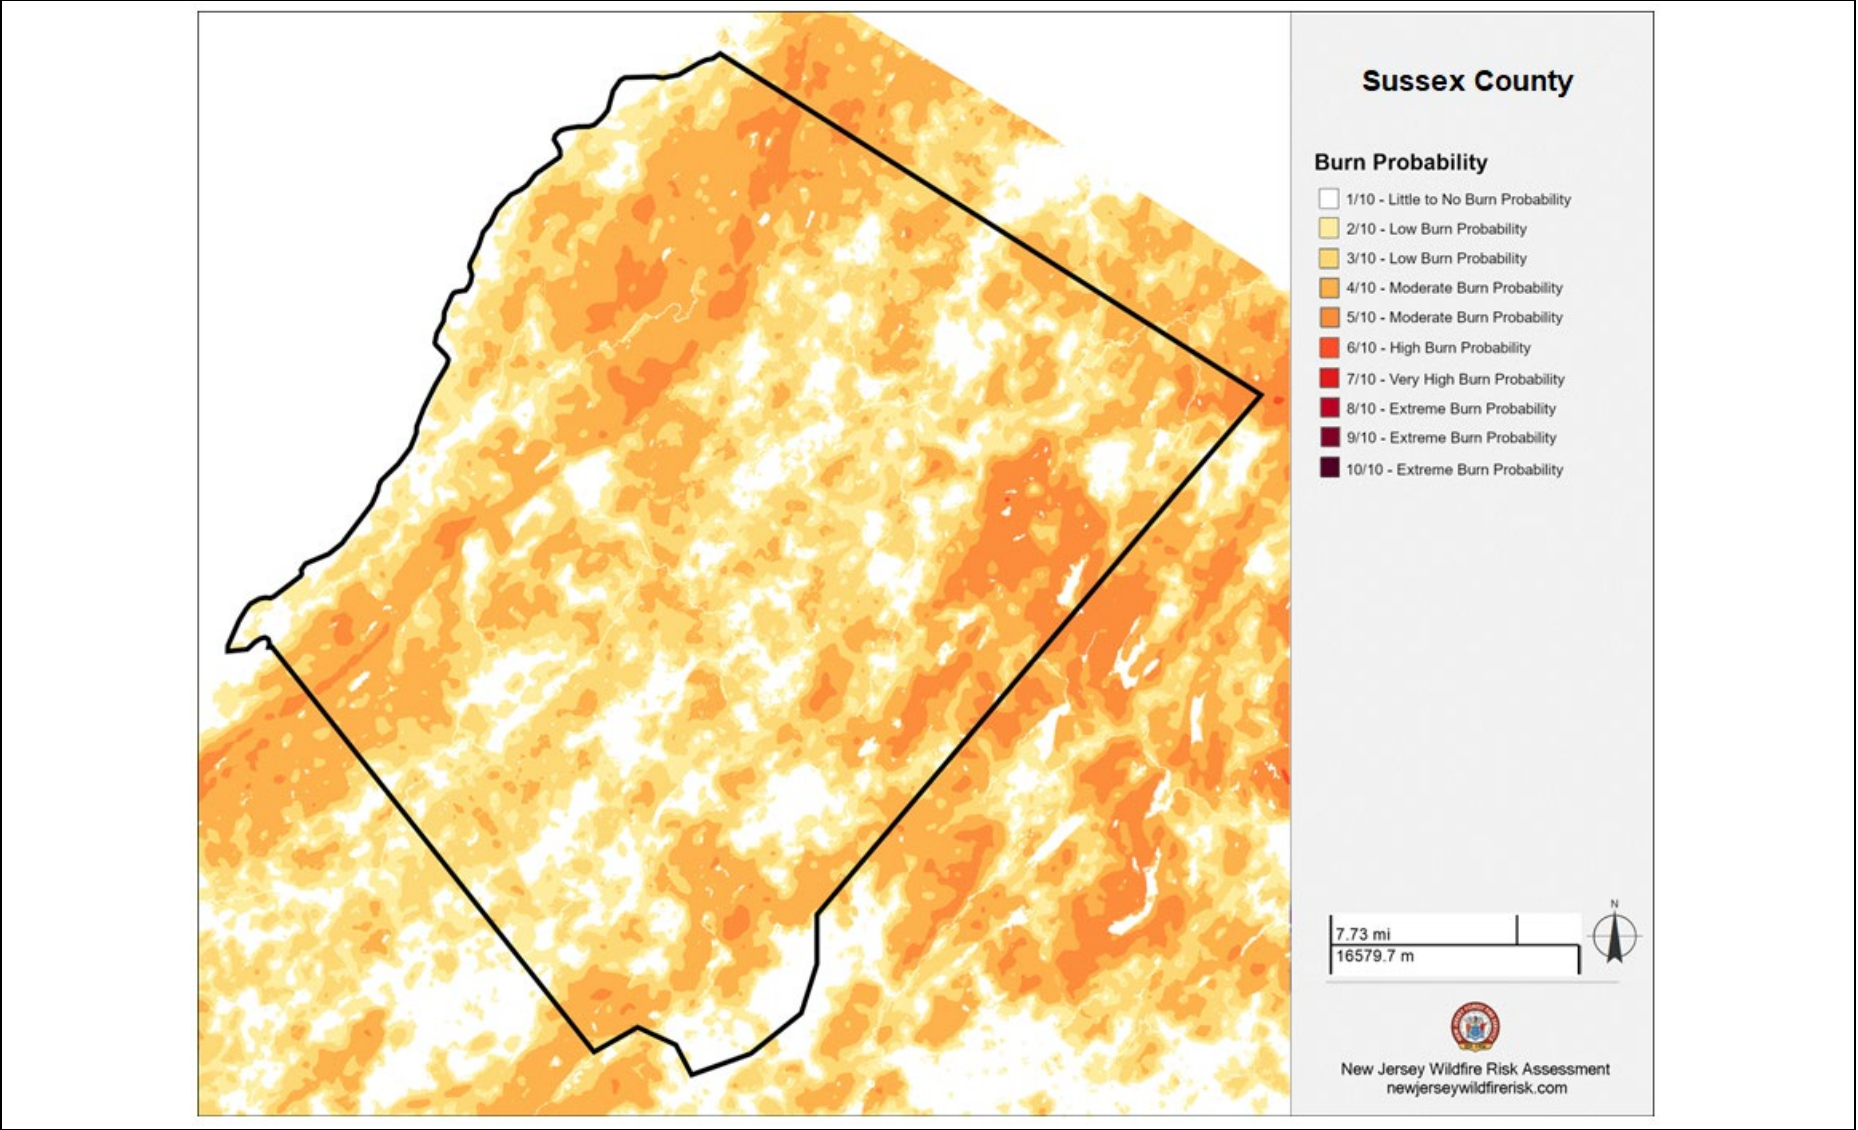 Sussex County
Burn Probability
1/10 - Little to No Burn Probability
2/10 - Low Burn Probability
3/10 - Low Burn Probability
4/10 - Moderate Burn Probability
5/10 - Moderate Burn Probability
6/10 - High Burn Probability
7/10 - Very High Burn Probability
8/10 - Extreme Burn Probability
9/10 - Extreme Burn Probability
10/10 - Extreme Burn Probability
N
7.73 mi
16579.7 m
New Jersey Wildfire Risk Assessment
newjerseywildfirerisk.com